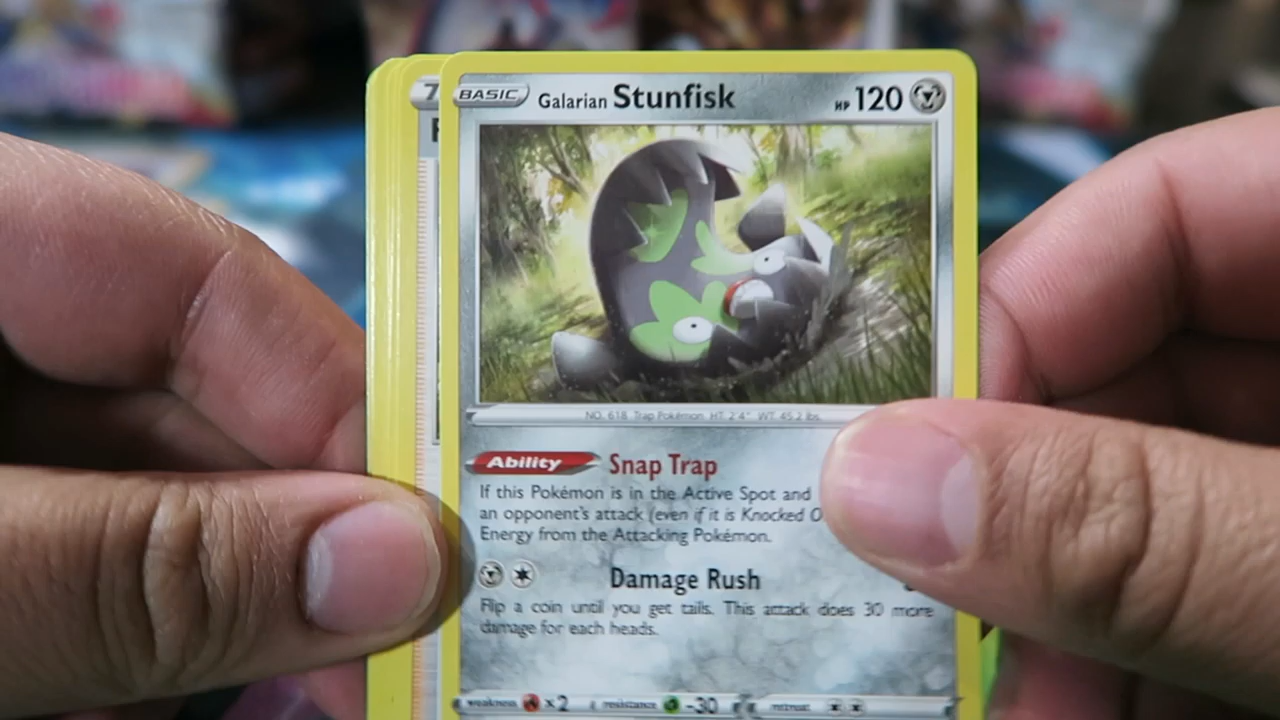 BASIC Galarian Stunfisk HP 120
NO. 618 Trap Pokémon HT: 2'4" WT: 45.2 lbs.
Ability Snap Trap
If this Pokémon is in the Active Spot and
an opponent's attack (even if it is Knocked O
Energy from the Attacking Pokémon.
Damage Rush
Flip a coin until you get tails. This attack does 30 more
damage for each heads.
weakness ×2 resistance -30 retreat